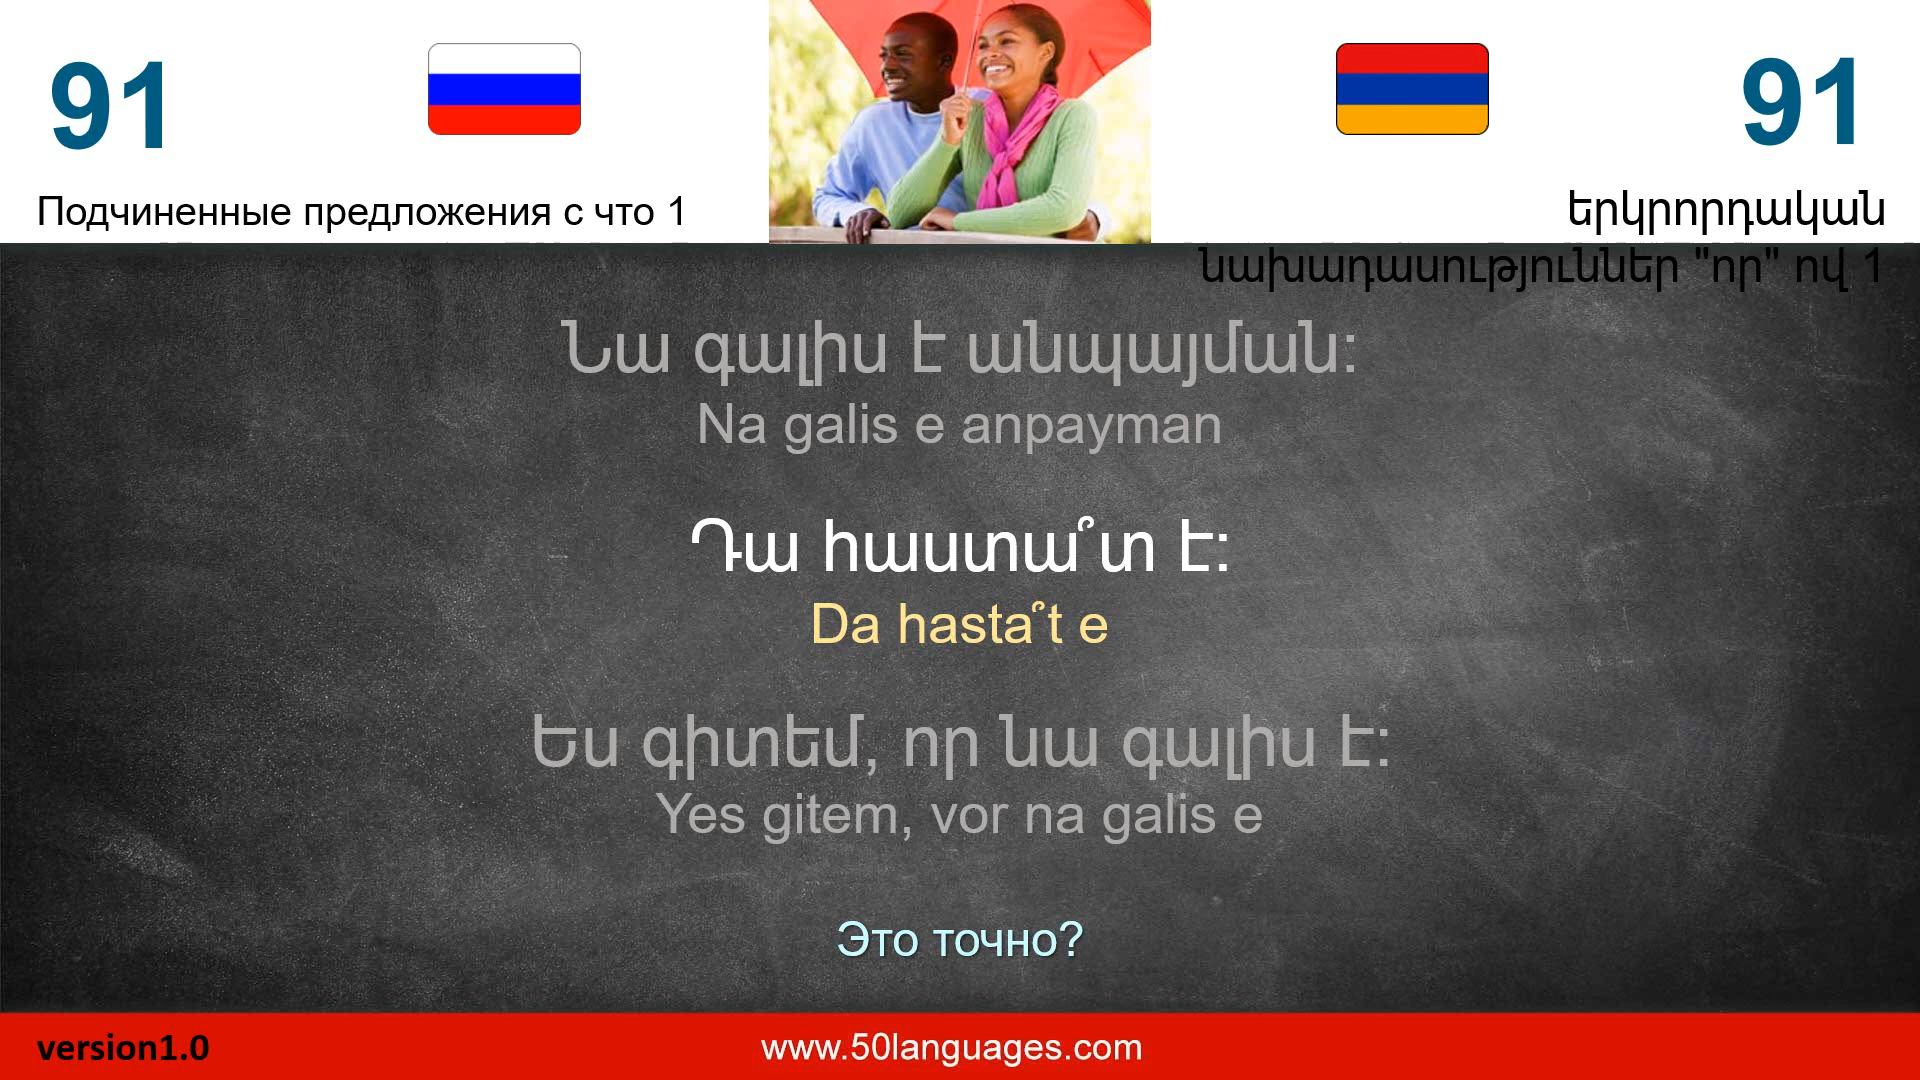 91
91
Подчиненные предложения с что 1
երկրորդական
նախադասություններ "որ" ով 1
Նա գալիս է անպայման:
Na galis e anpayman
Դա հաստա՞տ է:
Da hasta՞t e
Ես գիտեմ, որ նա գալիս է:
Yes gitem, vor na galis e
Это точно?
version1.0
www.50languages.com